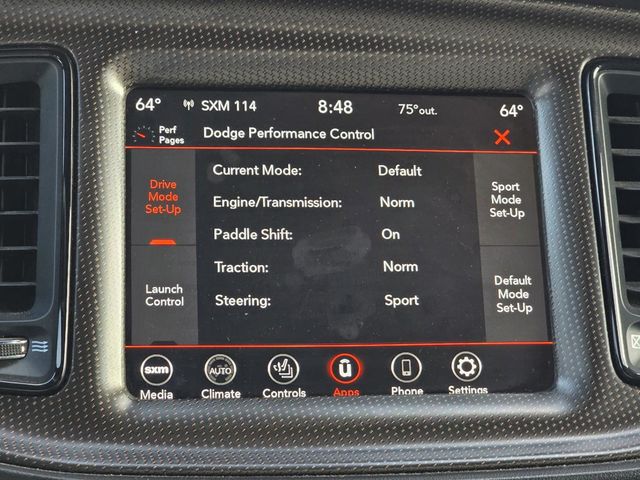 64° SXM 114 8:48 75° out. 64°
Perf
Pages
Dodge Performance Control
Drive
Mode
Set-Up
Launch
Control
Current Mode: Default
Engine/Transmission: Norm
Paddle Shift: On
Traction: Norm
Steering: Sport
Sport
Mode
Set-Up
Default
Mode
Set-Up
sxm AUTO ū
Media Climate Controls Apps Phone Settings